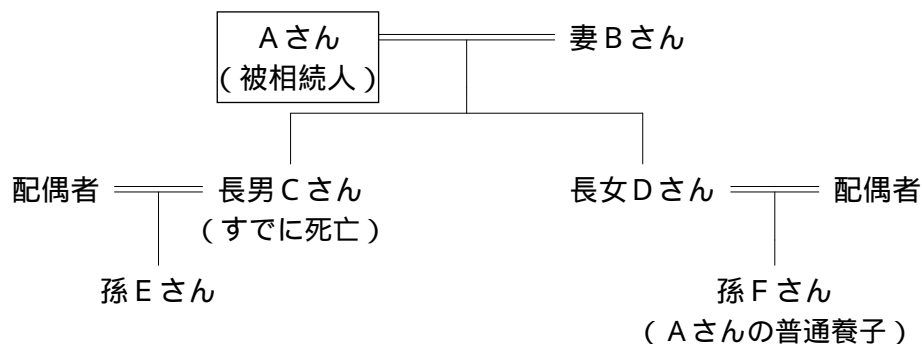 Aさん 妻Bさん
(被相続人)
配偶者 長男Cさん 長女Dさん 配偶者
(すでに死亡)
孫Eさん 孫Fさん
(Aさんの普通養子)